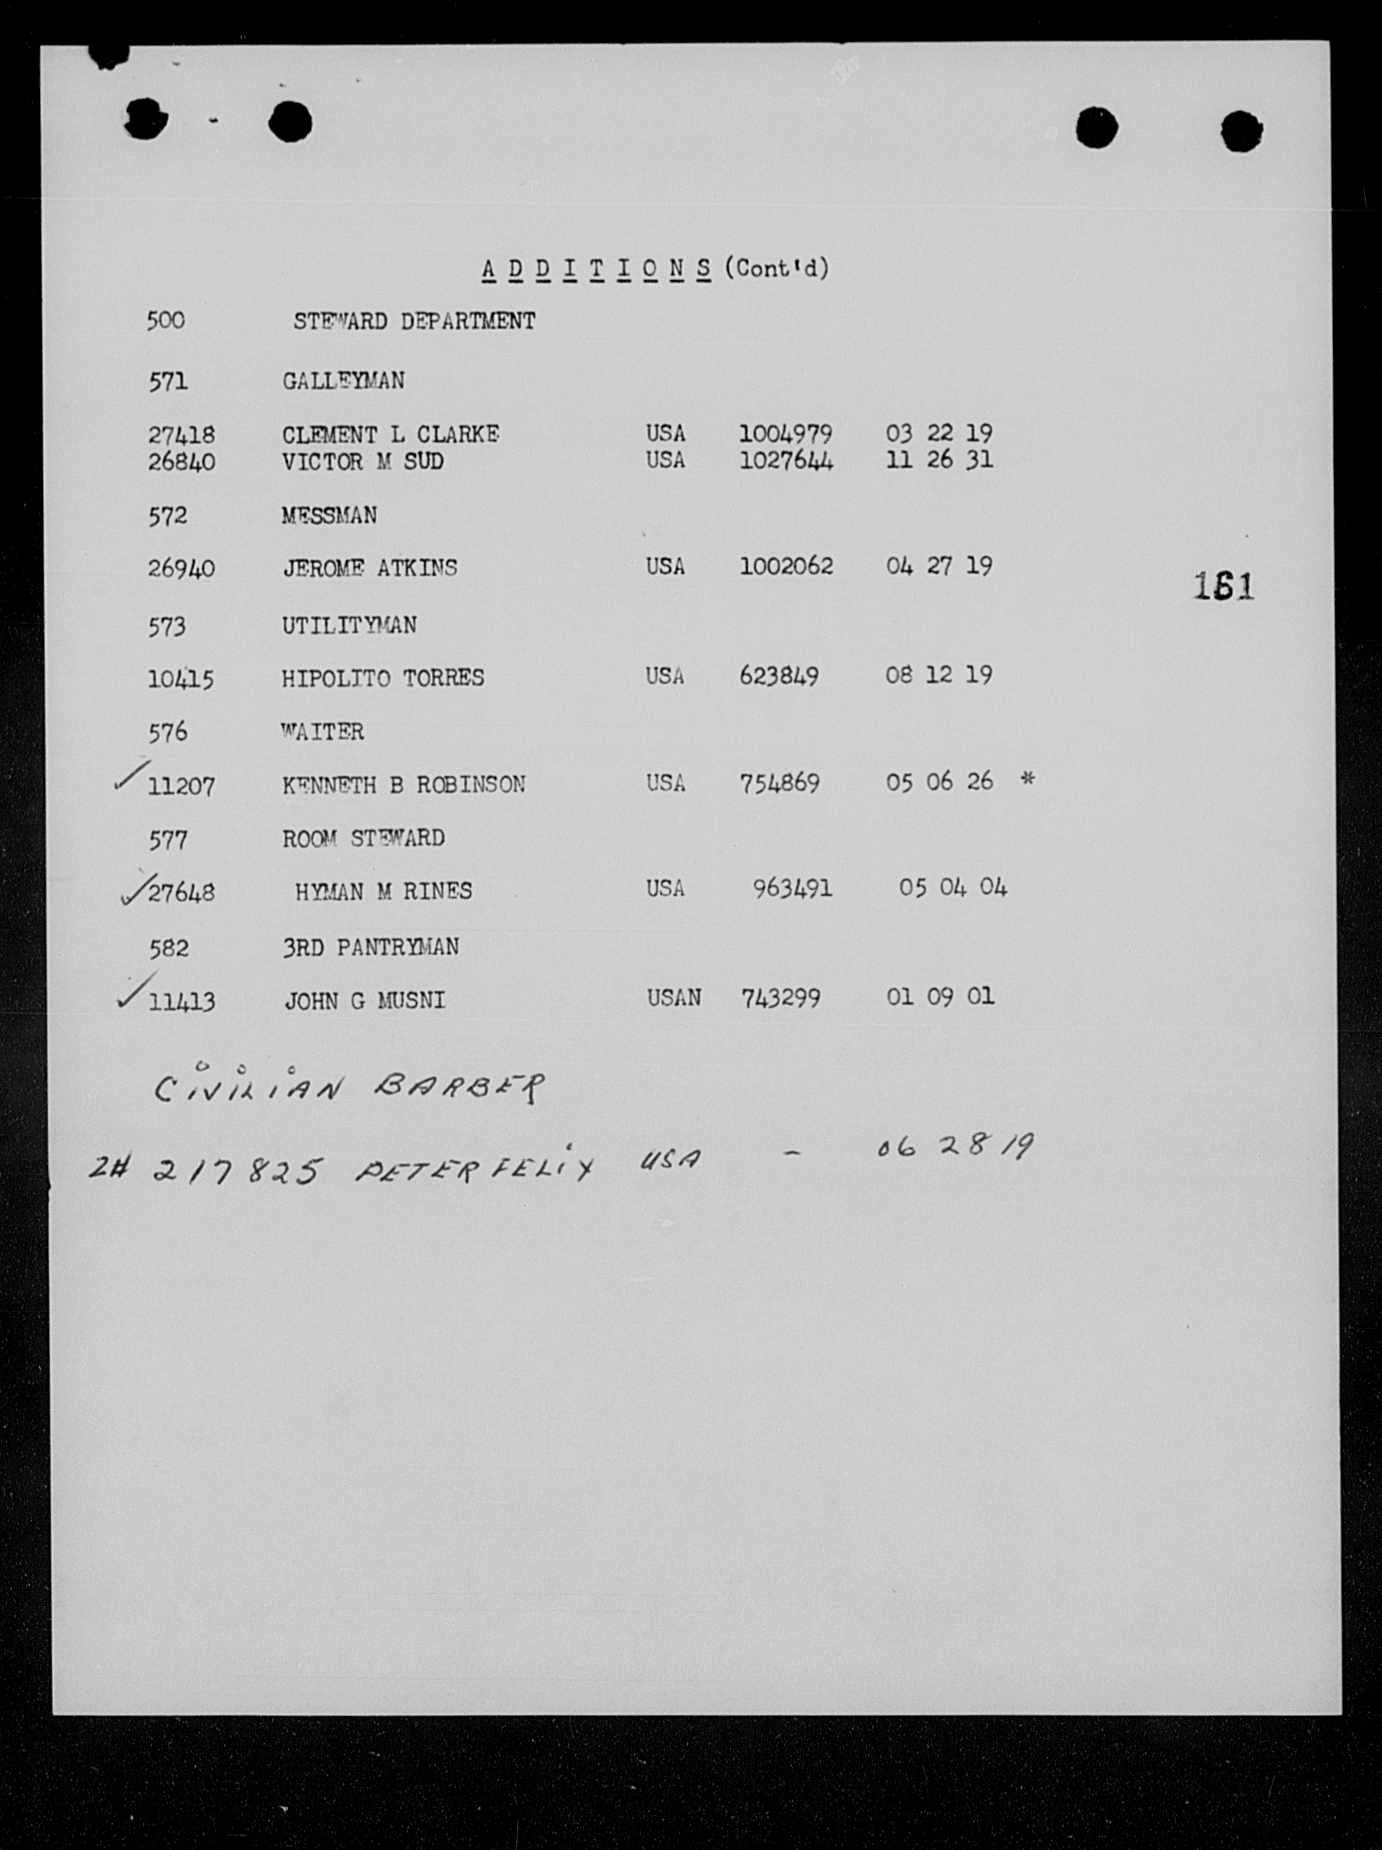 ADDITIONS (Cont'd)
500 STEWARD DEPARTMENT
571 GALLEYMAN
27418 CLEMENT L CLARKE USA 1004979 03 22 19
26840 VICTOR M SUD USA 1027644 11 26 31
572 MESSMAN
26940 JEROME ATKINS USA 1002062 04 27 19
161
573 UTILITYMAN
10415 HIPOLITO TORRES USA 623849 08 12 19
576 WAITER
✓ 11207 KENNETH B ROBINSON USA 754869 05 06 26 *
577 ROOM STEWARD
✓ 27648 HYMAN M RINES USA 963491 05 04 04
582 3RD PANTRYMAN
✓ 11413 JOHN G MUSNI USAN 743299 01 09 01
CIVILIAN BARBER
ZH 217825 PETER FELIX USA - 06 28 19